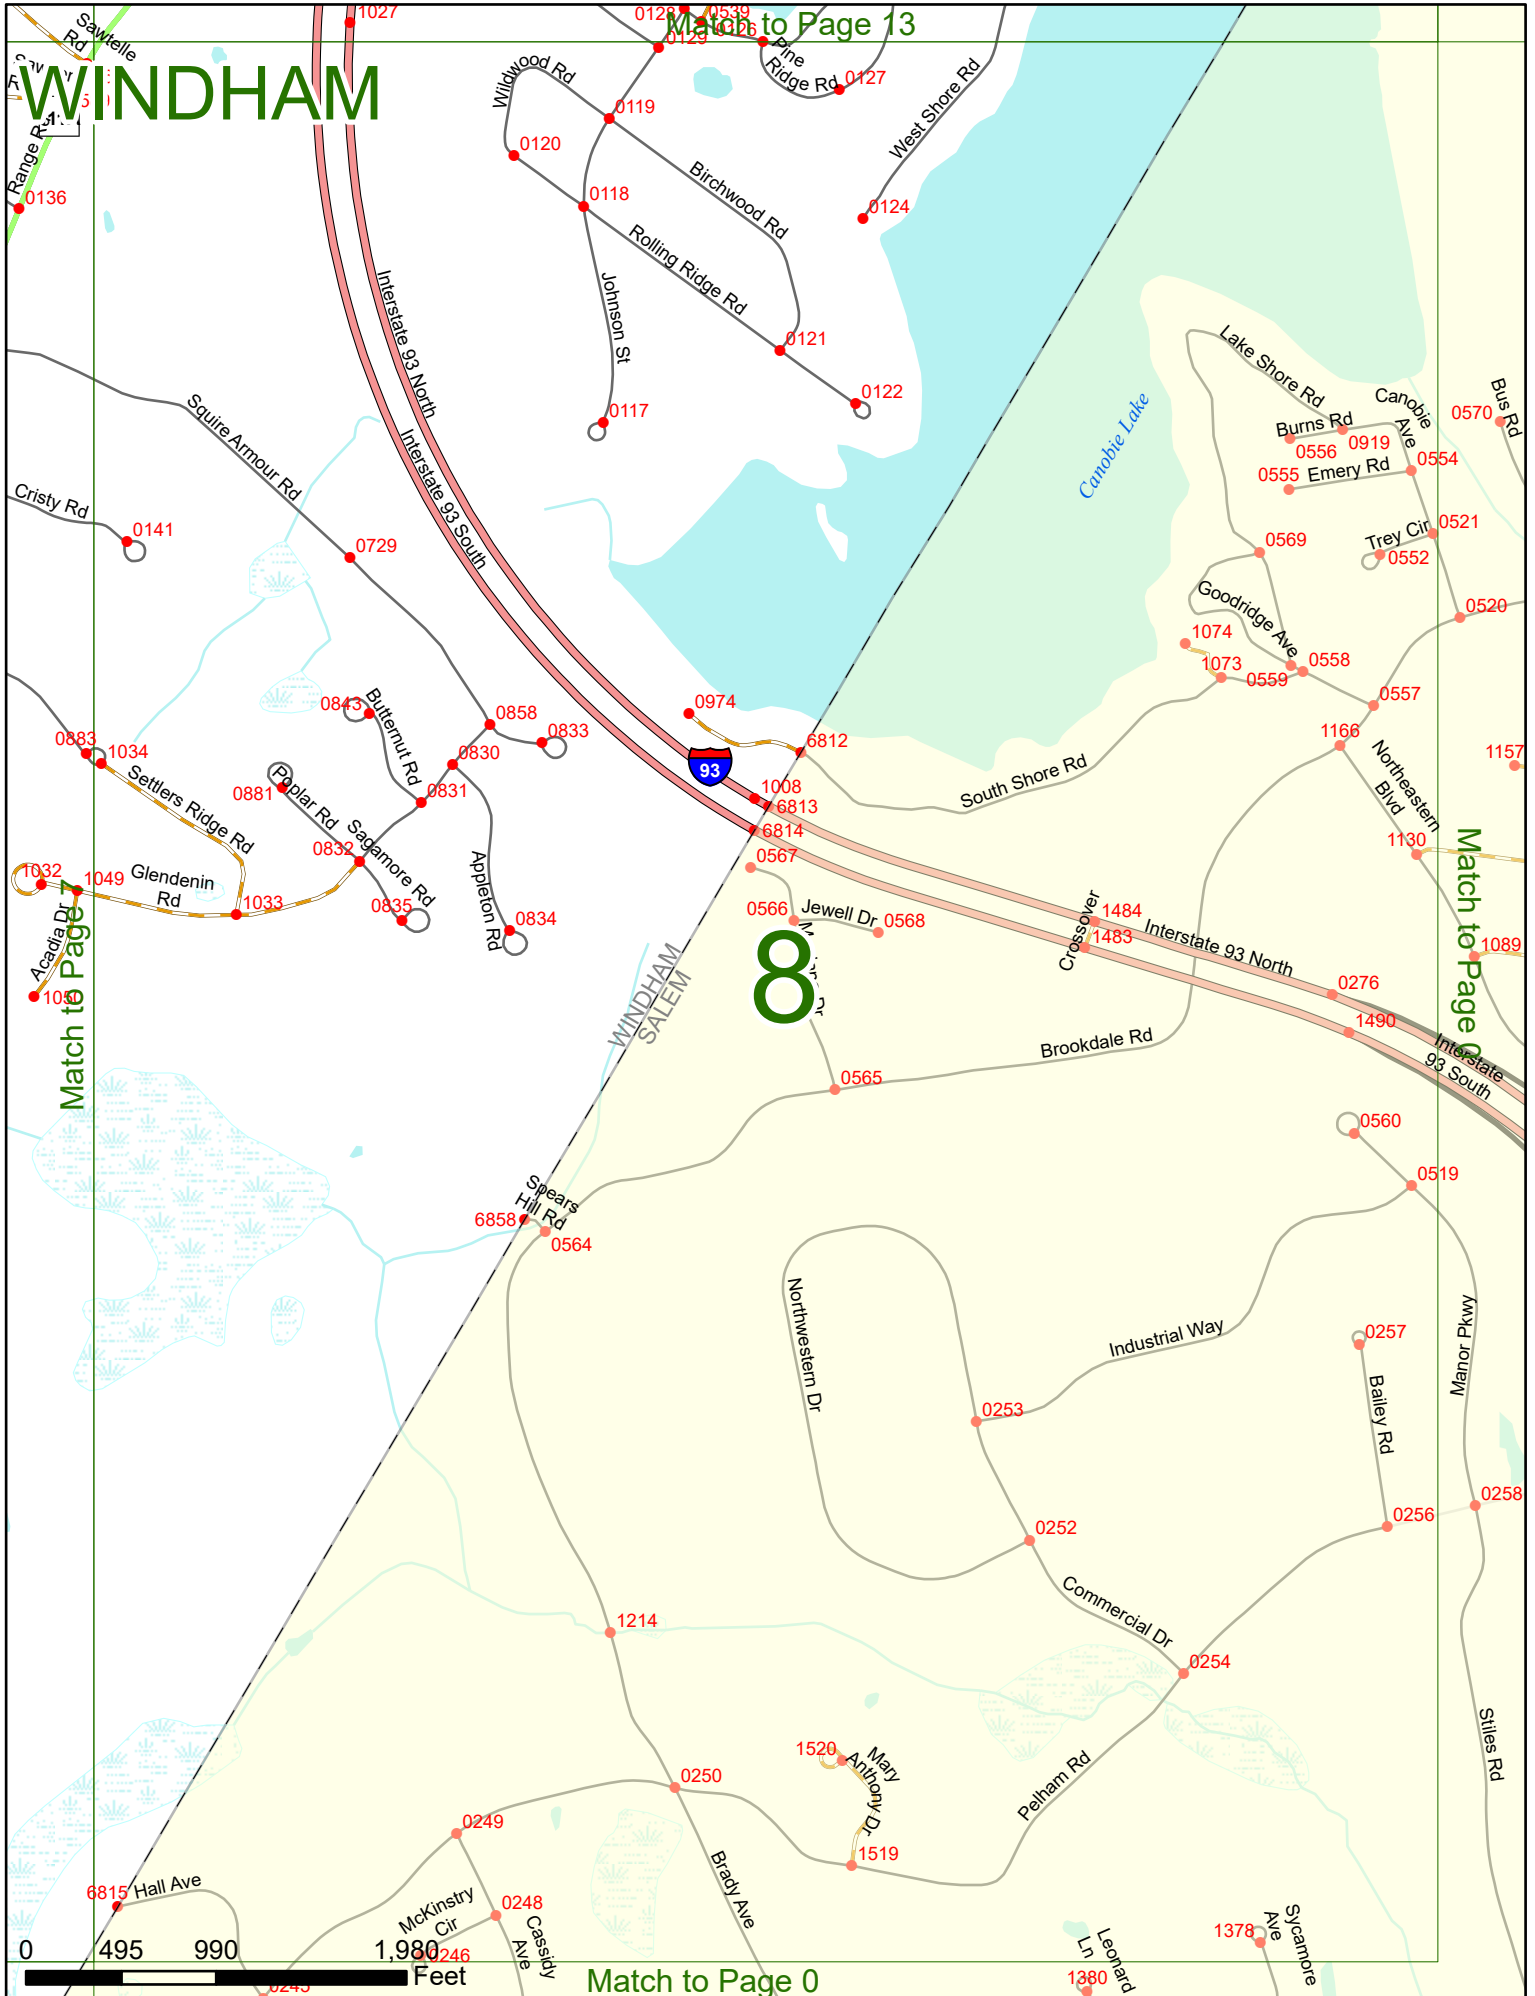 Match to Page 13
WINDHAM
Sawtelle
Rd
1027
0128
0539
0126
0129
Pine
Ridge Rd
0127
Wildwood Rd
West Shore Rd
0119
0120
Range Rd
0136
0118
Birchwood Rd
0124
Rolling Ridge Rd
Interstate 93 North
Johnson St
0121
0122
0117
Lake Shore Rd
Canobie
Ave
Bus Rd
0570
Burns Rd
0919
0556
0554
0555
Emery Rd
Canobie Lake
Squire Armour Rd
Interstate 93 South
Cristy Rd
0141
0729
0521
Trey Cir
0552
0569
Goodridge Ave
0520
1074
0558
1073
0559
0557
0843
Butternut Rd
0858
0833
0974
6812
1166
1157
0883
1034
0830
93
Northeastern
Blvd
South Shore Rd
Settlers Ridge Rd
0881
Poplar Rd
0831
1008
6813
6814
Sagamore Rd
0832
1130
0567
1032
1049
Glendenin
Rd
1033
0835
Appleton Rd
0834
0566
Jewell Dr
0568
Crossover
1484
1483
Interstate 93 North
Match to Page 0
1089
Acadia Dr
Match to Page 7
8
WINDHAM
SALEM
0276
1490
Interstate
93 South
Brookdale Rd
0565
0560
0519
Spears
Hill Rd
6858
0564
Northwestern Dr
Industrial Way
0257
Manor Pkwy
Bailey Rd
0253
0258
0256
0252
Commercial Dr
1214
0254
Stiles Rd
1520
Mary
Anthony Dr
0250
Pelham Rd
0249
1519
Brady Ave
6815
Hall Ave
McKinstry
Cir
0248
Cassidy
Ave
1378
Sycamore
Ave
Leonard
Ln
0246
0 495 990 1,980
Feet
1380
Match to Page 0